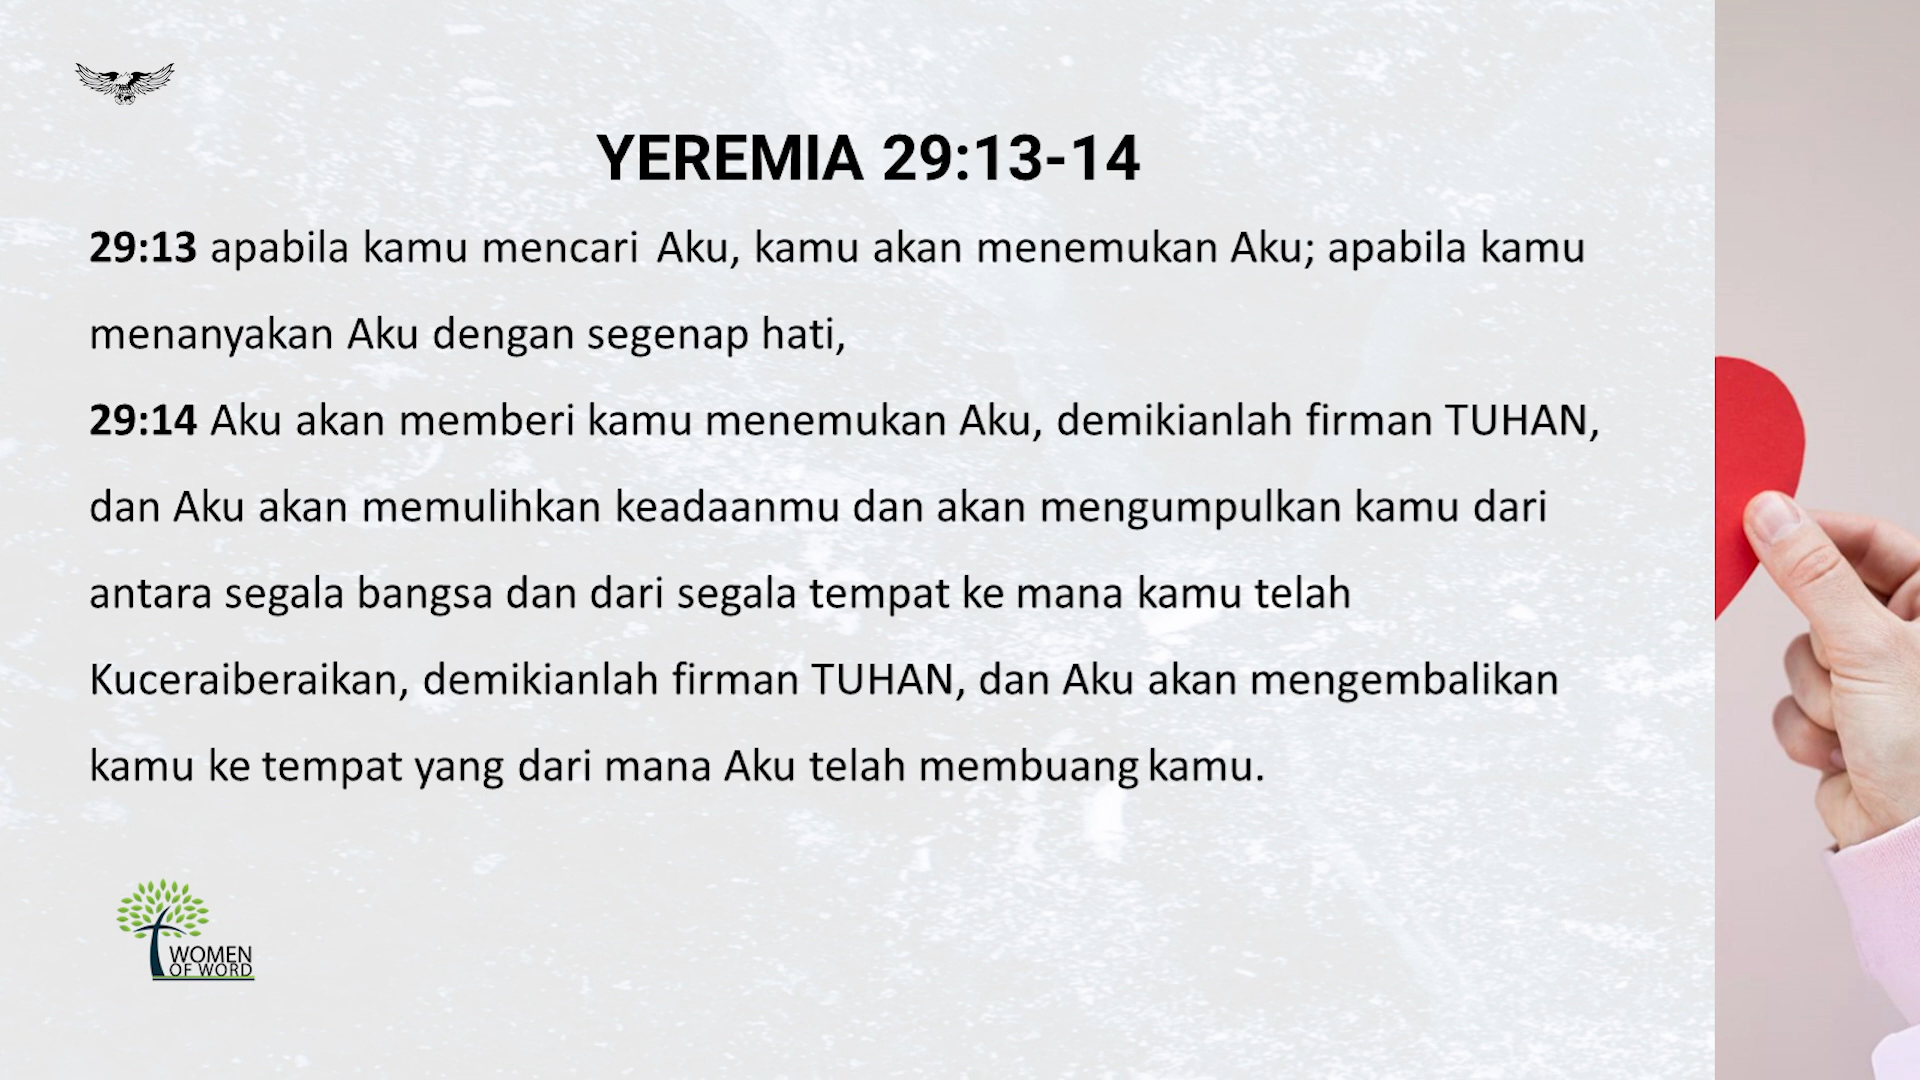 YEREMIA 29:13-14
29:13 apabila kamu mencari Aku, kamu akan menemukan Aku; apabila kamu
menanyakan Aku dengan segenap hati,
29:14 Aku akan memberi kamu menemukan Aku, demikianlah firman TUHAN,
dan Aku akan memulihkan keadaanmu dan akan mengumpulkan kamu dari
antara segala bangsa dan dari segala tempat ke mana kamu telah
Kuceraiberaikan, demikianlah firman TUHAN, dan Aku akan mengembalikan
kamu ke tempat yang dari mana Aku telah membuang kamu.
WOMEN
OF WORD